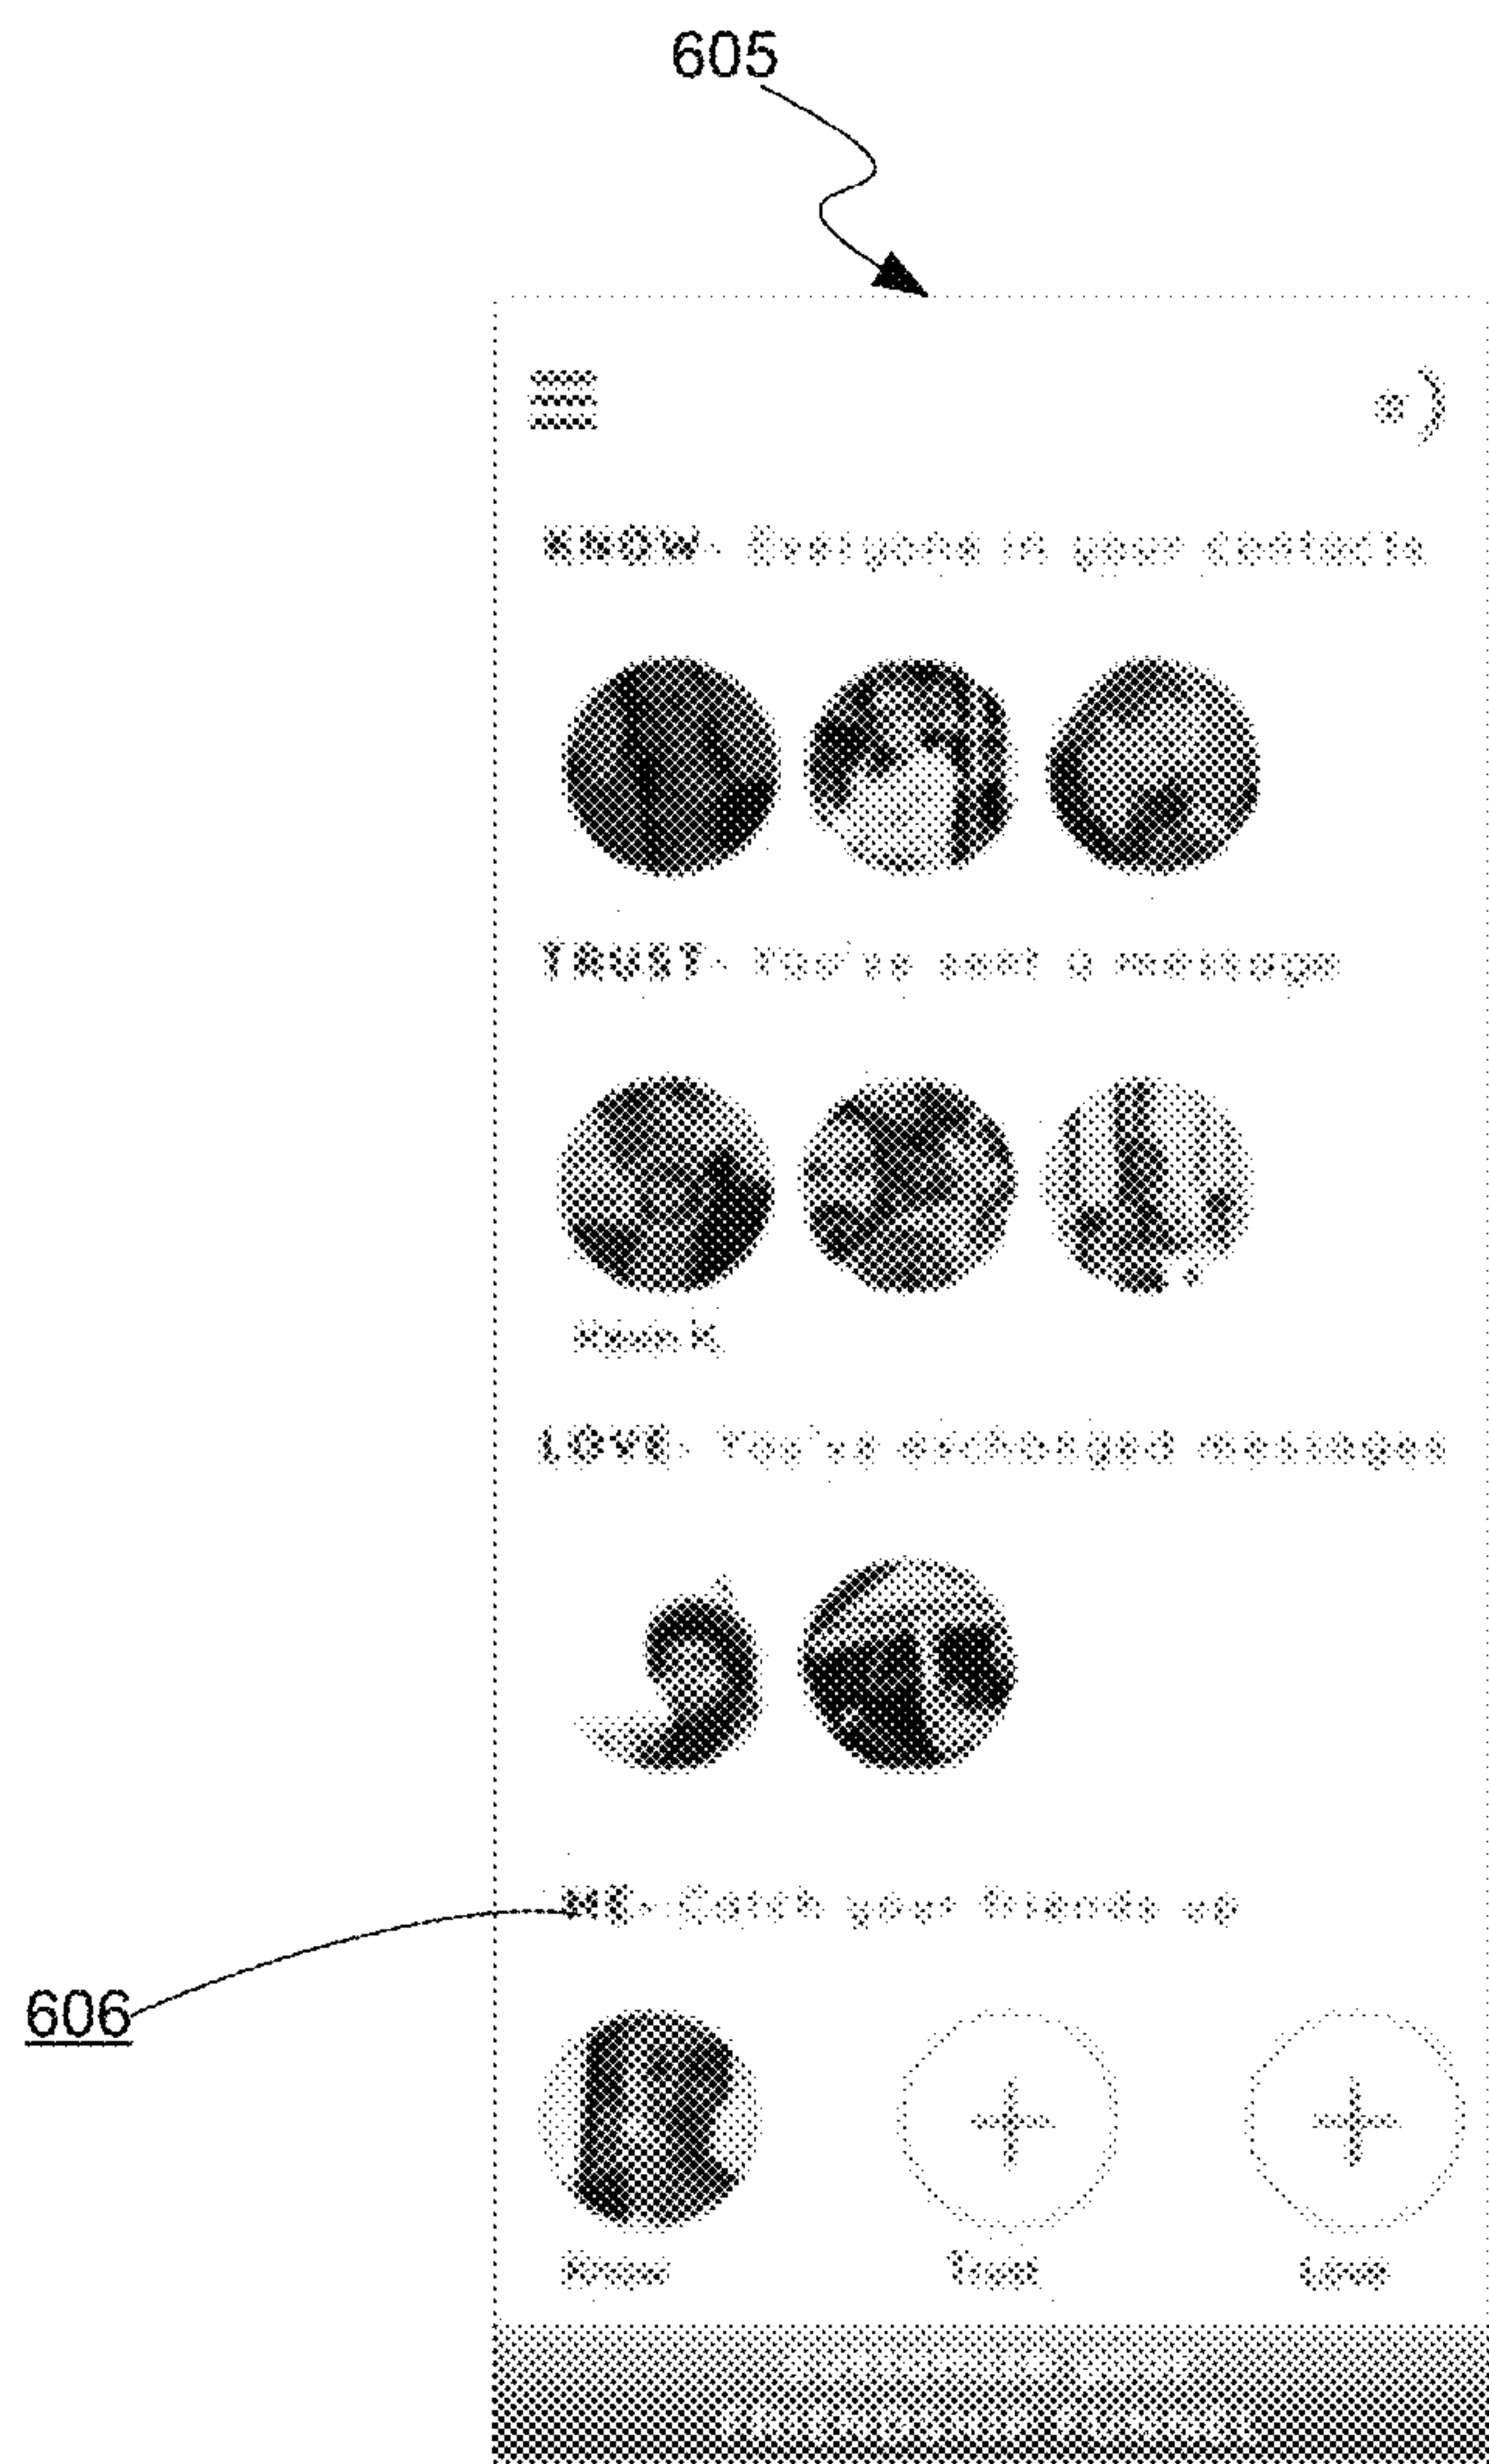 605
KNOW- Everyone in your contacts
TRUST- You've sent a message
Kevin K
LOVE- You've exchanged messages
ME- Catch your friends up
606
Know Trust Love